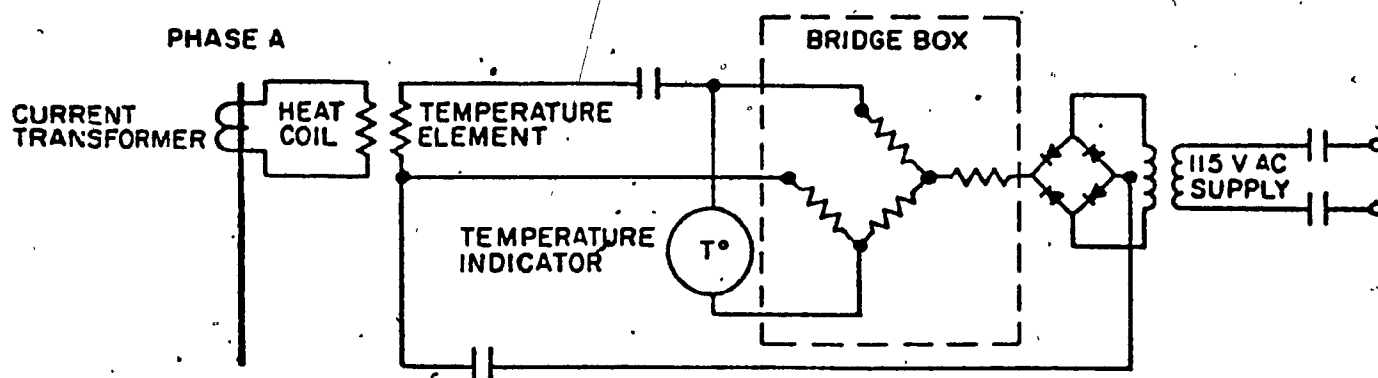 PHASE A
BRIDGE BOX
CURRENT
TRANSFORMER
HEAT
COIL
TEMPERATURE
ELEMENT
115 V AC
SUPPLY
TEMPERATURE
INDICATOR
T°